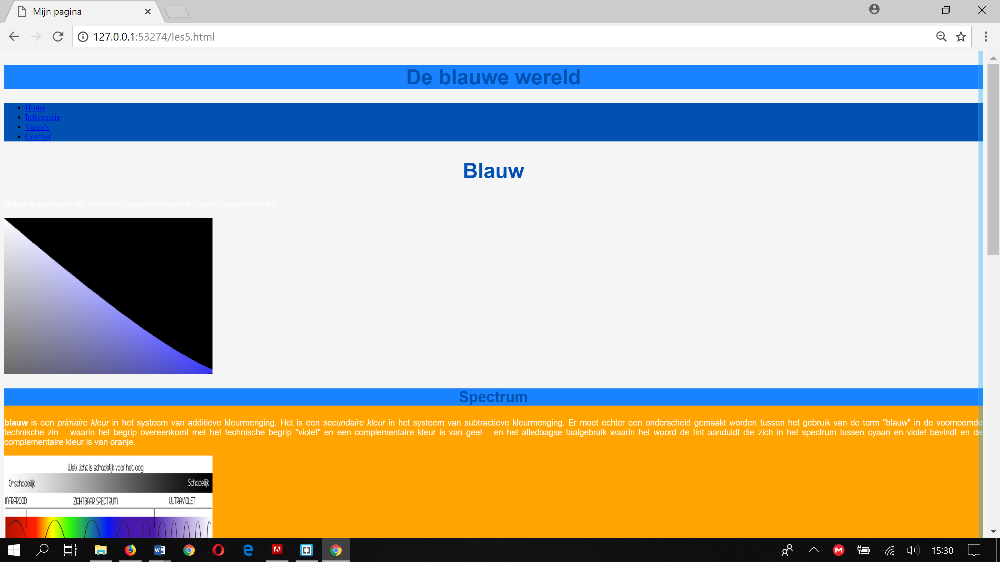 Mijn pagina
127.0.0.1:53274/les5.html
De blauwe wereld
Home
Informatie
Video's
Contact
Blauw
Blauw is een kleur die zich in het spectrum bevindt tussen cyaan en violet.
Spectrum
blauw is een primaire kleur in het systeem van additieve kleurmenging. Het is een secundaire kleur in het systeem van subtractieve kleurmenging. Er moet echter een onderscheid gemaakt worden tussen het gebruik van de term "blauw" in de voornoemde
technische zin – waarin het begrip overeenkomt met het technische begrip "violet" en een complementaire kleur is van geel – en het alledaagse taalgebruik waarin het woord de tint aanduidt die zich in het spectrum tussen cyaan en violet bevindt en de
complementaire kleur is van oranje.
Welk licht is schadelijk voor het oog
Onschadelijk Schadelijk
INFRAROOD ZICHTBAAR SPECTRUM ULTRAVIOLET
15:30